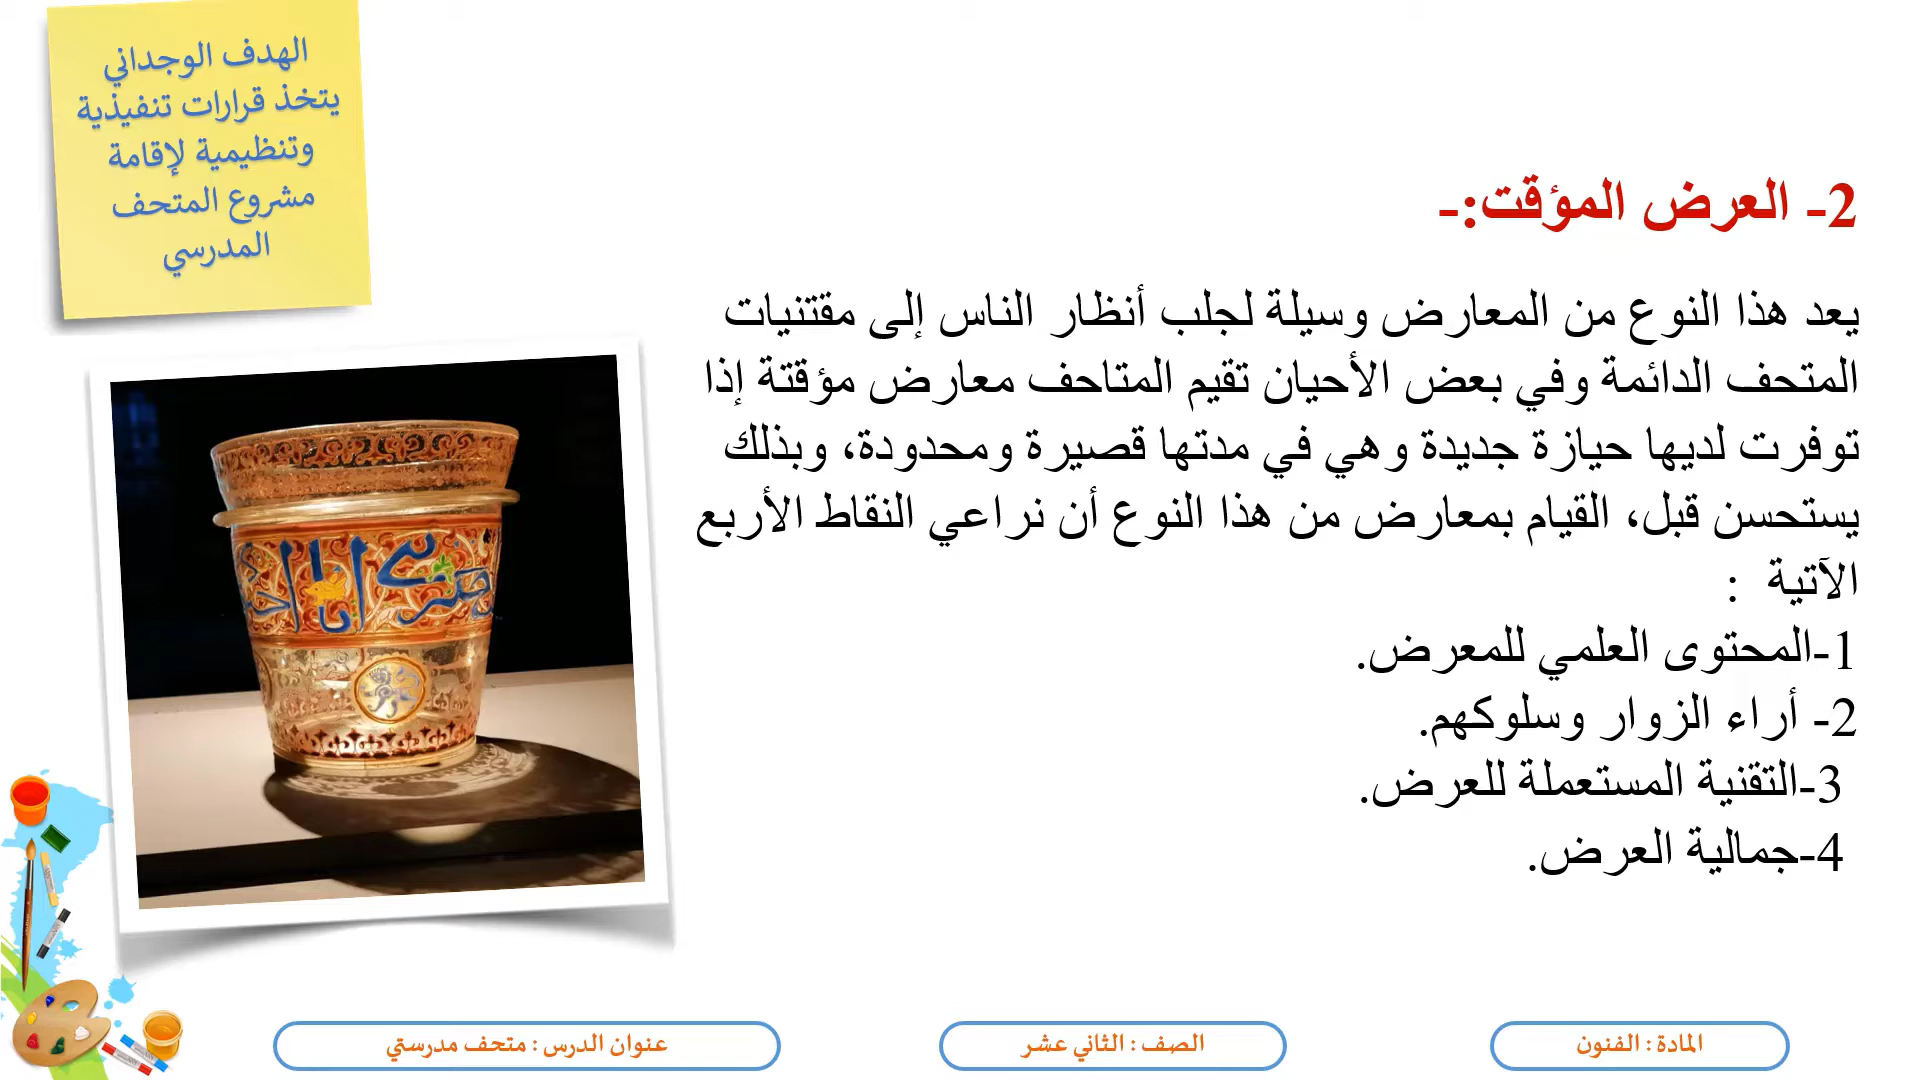 الهدف الوجداني
يتخذ قرارات تنفيذية
وتنظيمية لإقامة
مشروع المتحف
المدرسي
2- العرض المؤقت:-
يعد هذا النوع من المعارض وسيلة لجلب أنظار الناس إلى مقتنيات
المتحف الدائمة وفي بعض الأحيان تقيم المتاحف معارض مؤقتة إذا
توفرت لديها حيازة جديدة وهي في مدتها قصيرة ومحدودة، وبذلك
يستحسن قبل، القيام بمعارض من هذا النوع أن نراعي النقاط الأربع
الآتية :
1-المحتوى العلمي للمعرض.
2- أراء الزوار وسلوكهم.
3-التقنية المستعملة للعرض.
4-جمالية العرض.
المادة : الفنون
الصف : الثاني عشر
عنوان الدرس : متحف مدرستي